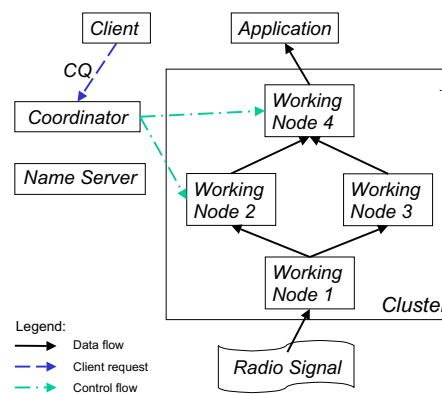 Client
Application
CQ
Coordinator
Working
Node 4
Name Server
Working
Node 2
Working
Node 3
Working
Node 1
Cluster
Legend:
Data flow
Client request
Control flow
Radio Signal